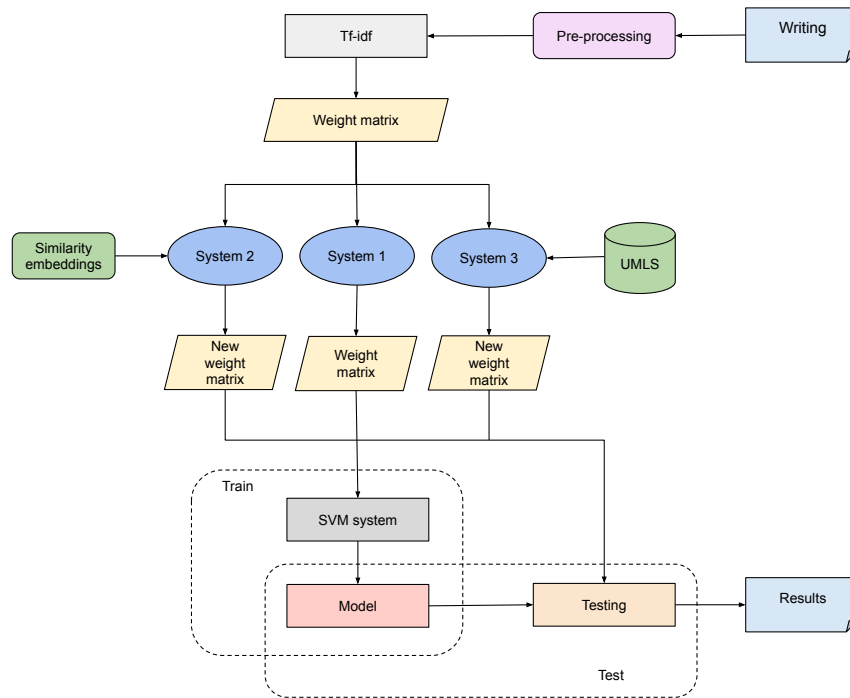 Tf-idf
Pre-processing
Writing
Weight matrix
Similarity
embeddings
System 2
System 1
System 3
UMLS
New
weight
matrix
Weight
matrix
New
weight
matrix
Train
SVM system
Model
Testing
Results
Test